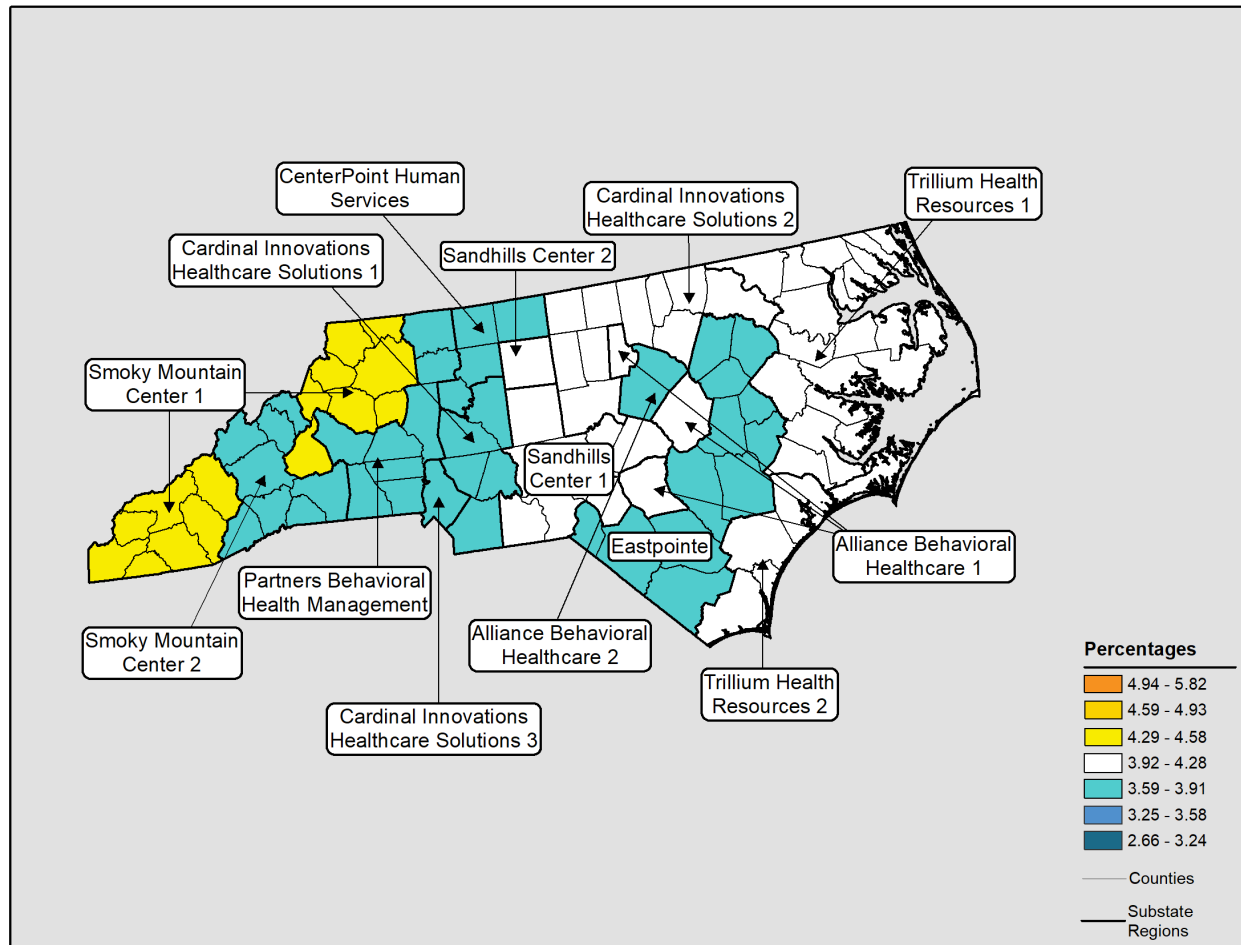 CenterPoint Human
Services
Cardinal Innovations
Healthcare Solutions 2
Trillium Health
Resources 1
Cardinal Innovations
Healthcare Solutions 1
Sandhills Center 2
Smoky Mountain
Center 1
Sandhills
Center 1
Eastpointe
Alliance Behavioral
Healthcare 1
Partners Behavioral
Health Management
Smoky Mountain
Center 2
Alliance Behavioral
Healthcare 2
Trillium Health
Resources 2
Cardinal Innovations
Healthcare Solutions 3
Percentages
4.94 - 5.82
4.59 - 4.93
4.29 - 4.58
3.92 - 4.28
3.59 - 3.91
3.25 - 3.58
2.66 - 3.24
Counties
Substate
Regions